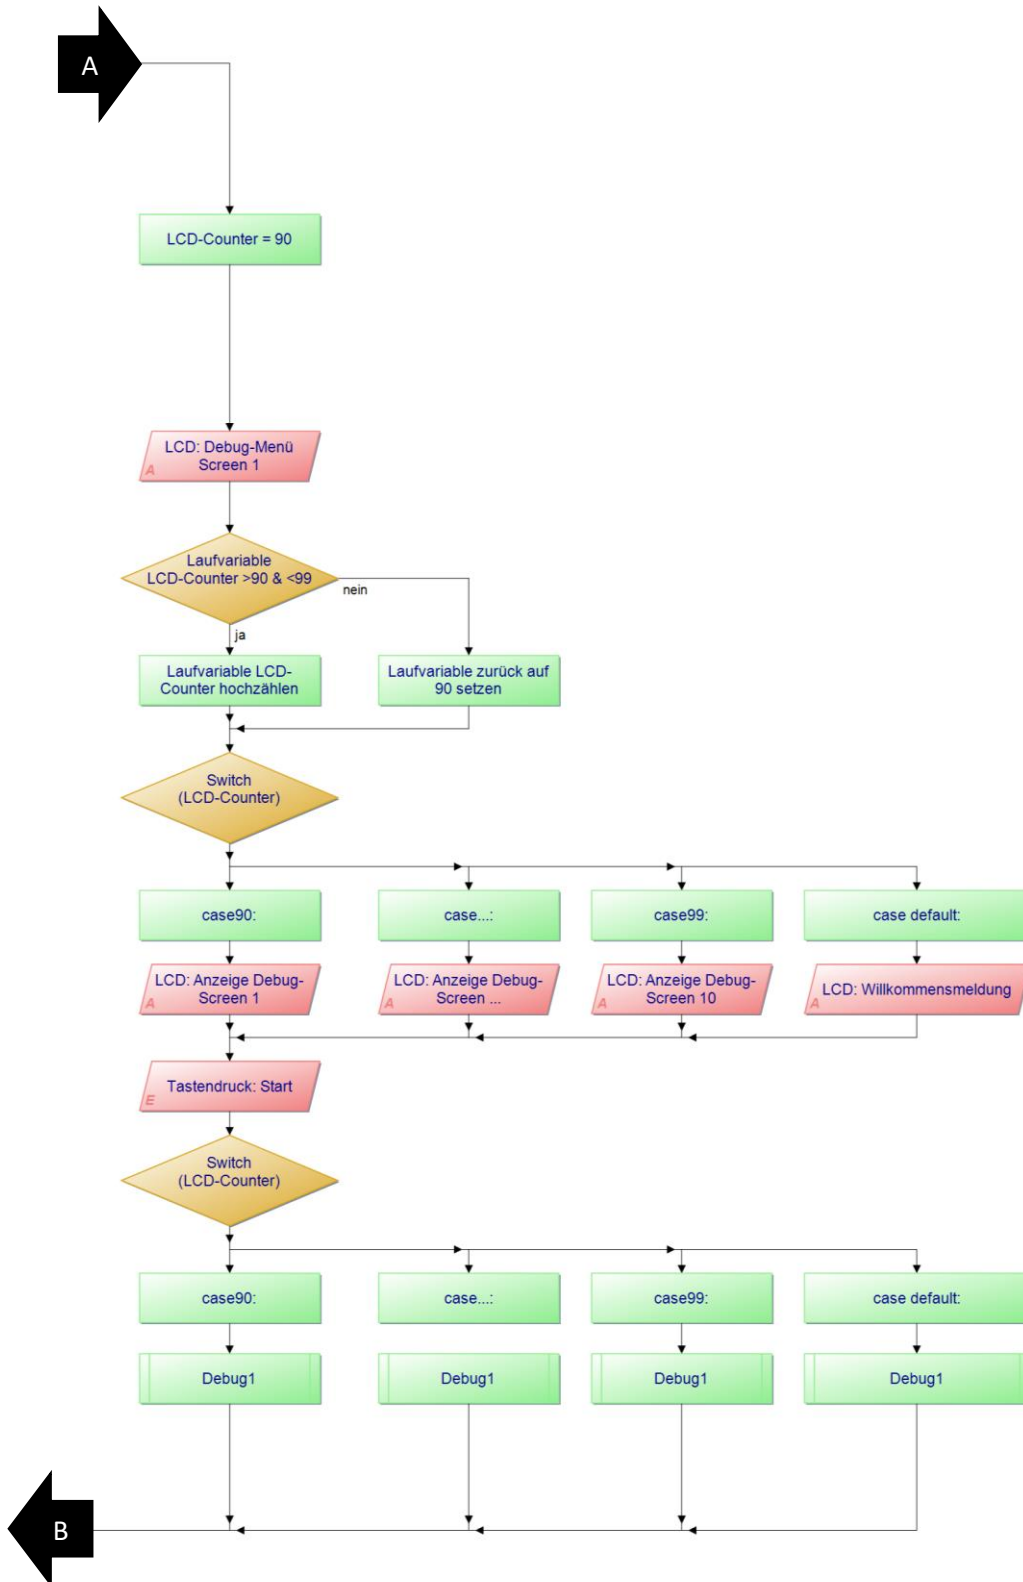 A
LCD-Counter = 90
LCD: Debug-Menü
Screen 1
A
Laufvariable
LCD-Counter >90 & <99
nein
ja
Laufvariable LCD-
Counter hochzählen
Laufvariable zurück auf
90 setzen
Switch
(LCD-Counter)
case90:
case...:
case99:
case default:
LCD: Anzeige Debug-
Screen 1
A
LCD: Anzeige Debug-
Screen ...
A
LCD: Anzeige Debug-
Screen 10
A
LCD: Willkommensmeldung
A
Tastendruck: Start
E
Switch
(LCD-Counter)
case90:
case...:
case99:
case default:
Debug1
Debug1
Debug1
Debug1
B